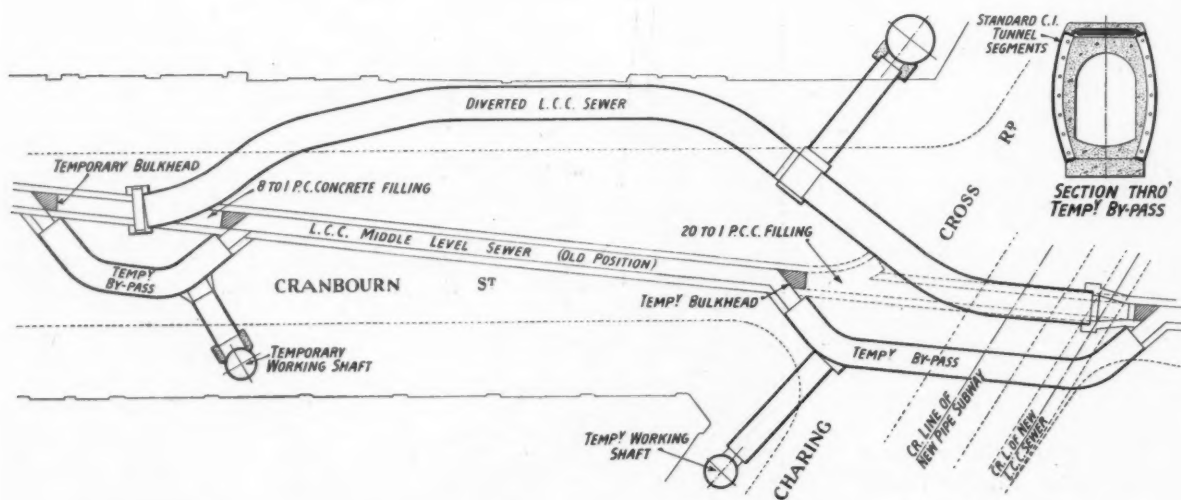 STANDARD C.I.
TUNNEL
SEGMENTS
DIVERTED L.C.C. SEWER
RD
TEMPORARY BULKHEAD
8 TO 1 P.C. CONCRETE FILLING
SECTION THRO'
TEMPY BY-PASS
CROSS
L.C.C. MIDDLE LEVEL SEWER (OLD POSITION)
20 TO 1 P.C.C. FILLING
TEMPY
BY-PASS
CRANBOURN ST
TEMPY BULKHEAD
TEMPORARY
WORKING SHAFT
TEMPY BY-PASS
CR. LINE OF
NEW PIPE SUBWAY
CR. L. OF NEW
L.C.C. SEWER
TEMPY WORKING
SHAFT
CHARING